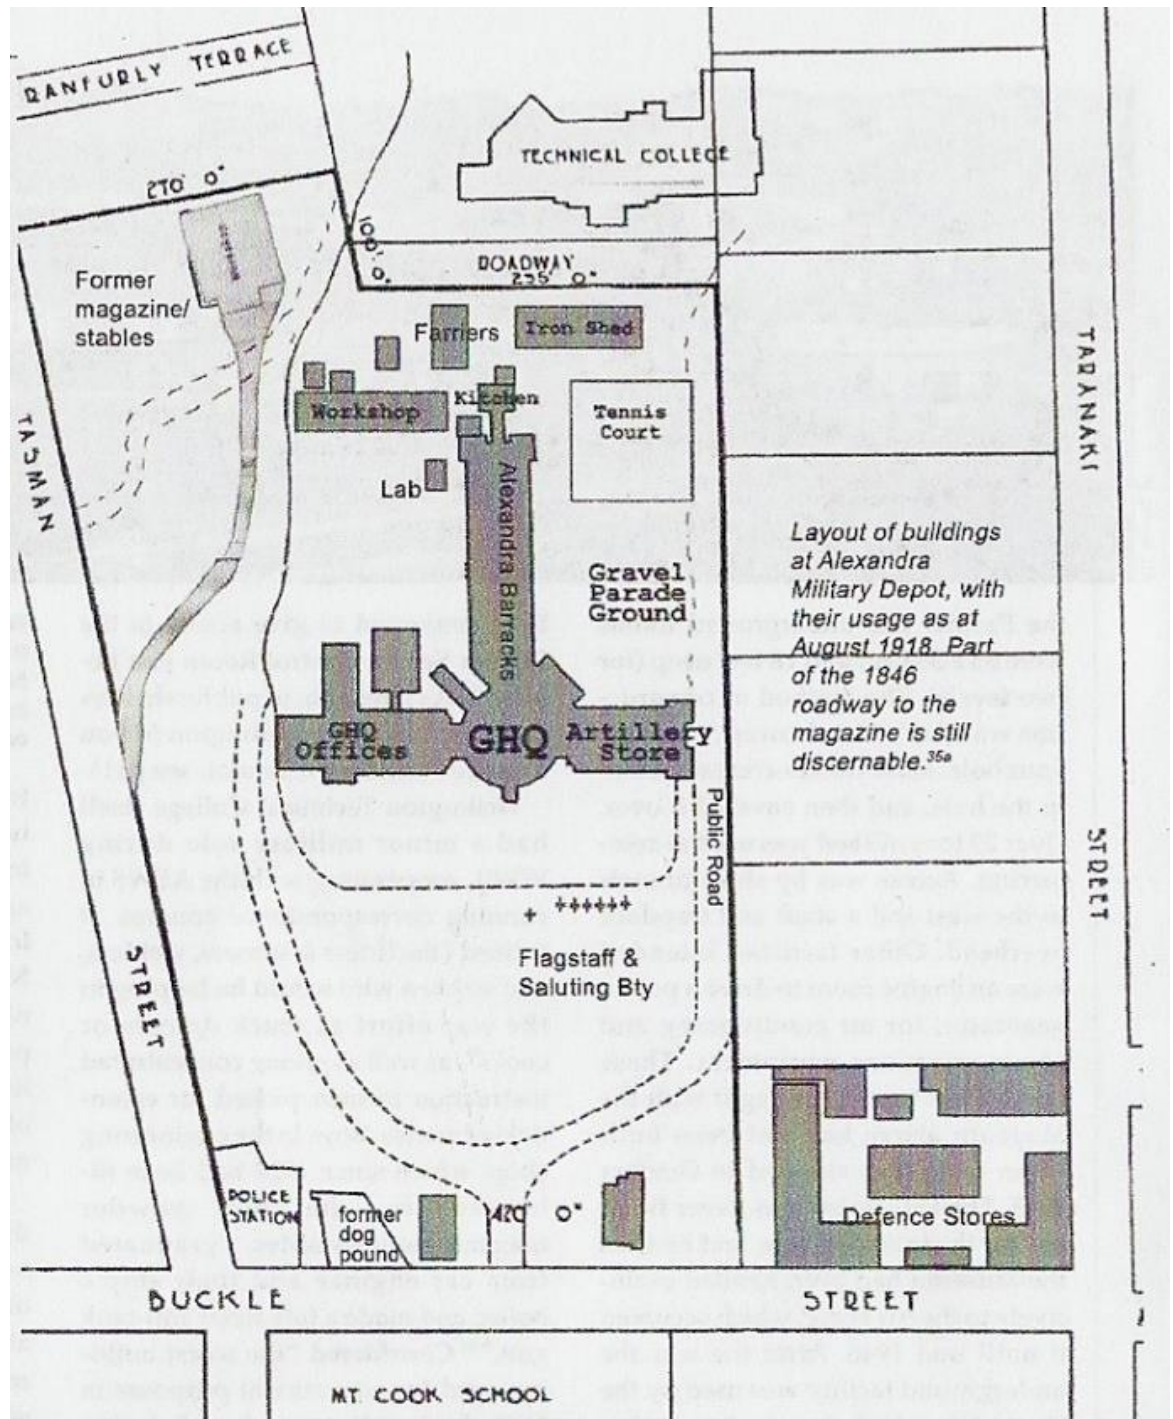 RANFURLY TERRACE
TECHNICAL COLLEGE
270' 0"
100' 0"
ROADWAY
235' 0"
Former
magazine/
stables
Farriers
Iron Shed
Kitchen
Workshop
Tennis
Court
TARANAKI
TASMAN
Lab
Alexandra Barracks
Layout of buildings
at Alexandra
Military Depot, with
their usage as at
August 1918. Part
of the 1846
roadway to the
magazine is still
discernable.35a
Gravel
Parade
Ground
GHQ
Offices
GHQ
Artillery
Store
Public Road
STREET
Flagstaff &
Saluting Bty
STREET
POLICE
STATION
former
dog
pound
420' 0"
Defence Stores
BUCKLE
STREET
MT COOK SCHOOL